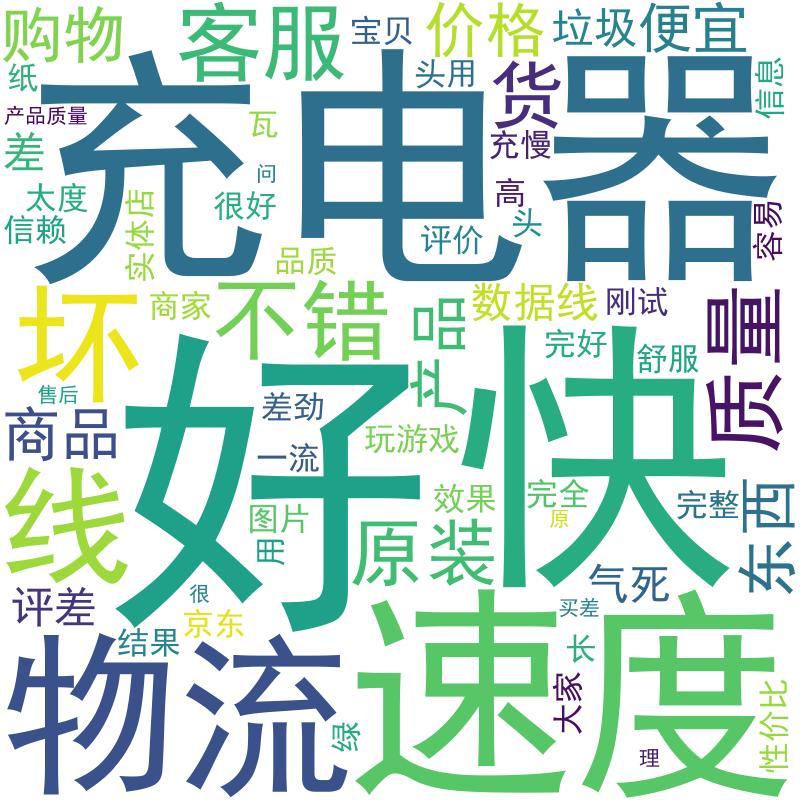 购物
客服
宝贝
价格
垃圾
便宜
纸
头用
货
信息
产品质量
充电器
瓦
充慢
差
问
高
太度
很好
头
容易
信赖
实体店
评价
品质
坏
商家
不错
产品
数据线
刚试
质量
完好
舒服
售后
好
快
差劲
商品
玩游戏
一流
线
效果
完全
完整
东西
图片
原
原装
用
气死
评差
很
京东
买差
结果
长
物流
速度
大家
绿
性价比
理